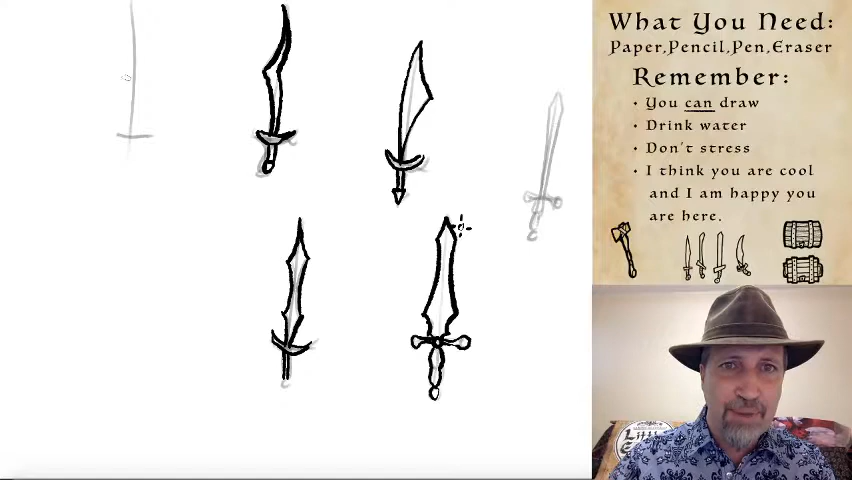 What You Need:
Paper,Pencil,Pen,Eraser
Remember:
• You can draw
• Drink water
• Don't stress
• I think you are cool
and I am happy you
are here.